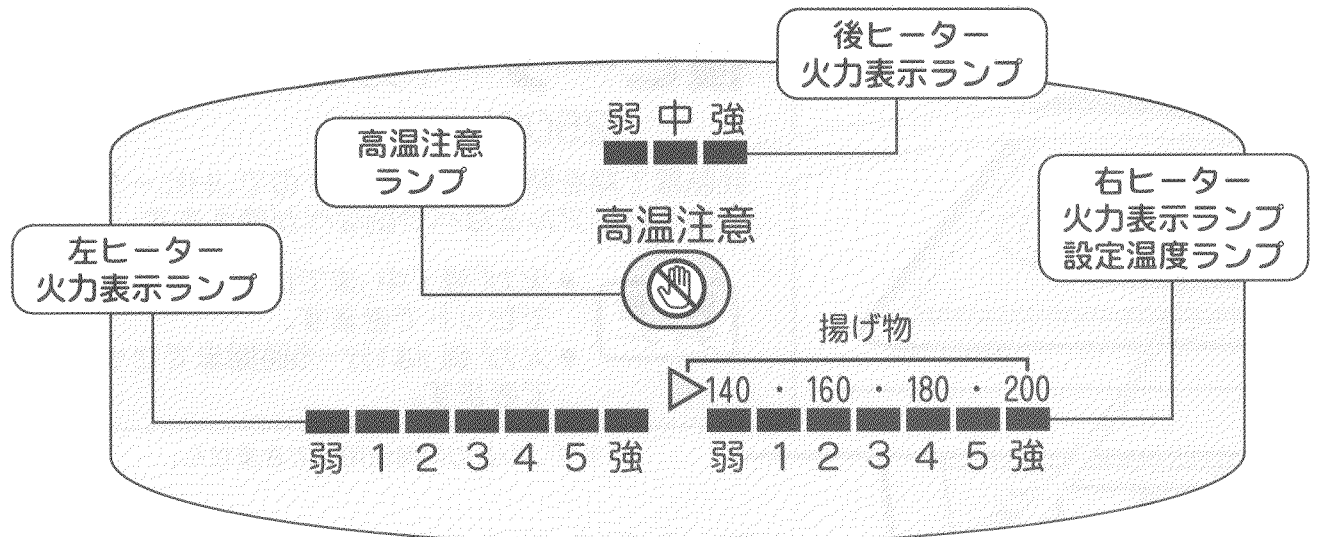 後ヒーター
火力表示ランプ
弱 中 強
高温注意
ランプ
右ヒーター
火力表示ランプ
設定温度ランプ
高温注意
左ヒーター
火力表示ランプ
揚げ物
140 ・ 160 ・ 180 ・ 200
弱 1 2 3 4 5 強
弱 1 2 3 4 5 強